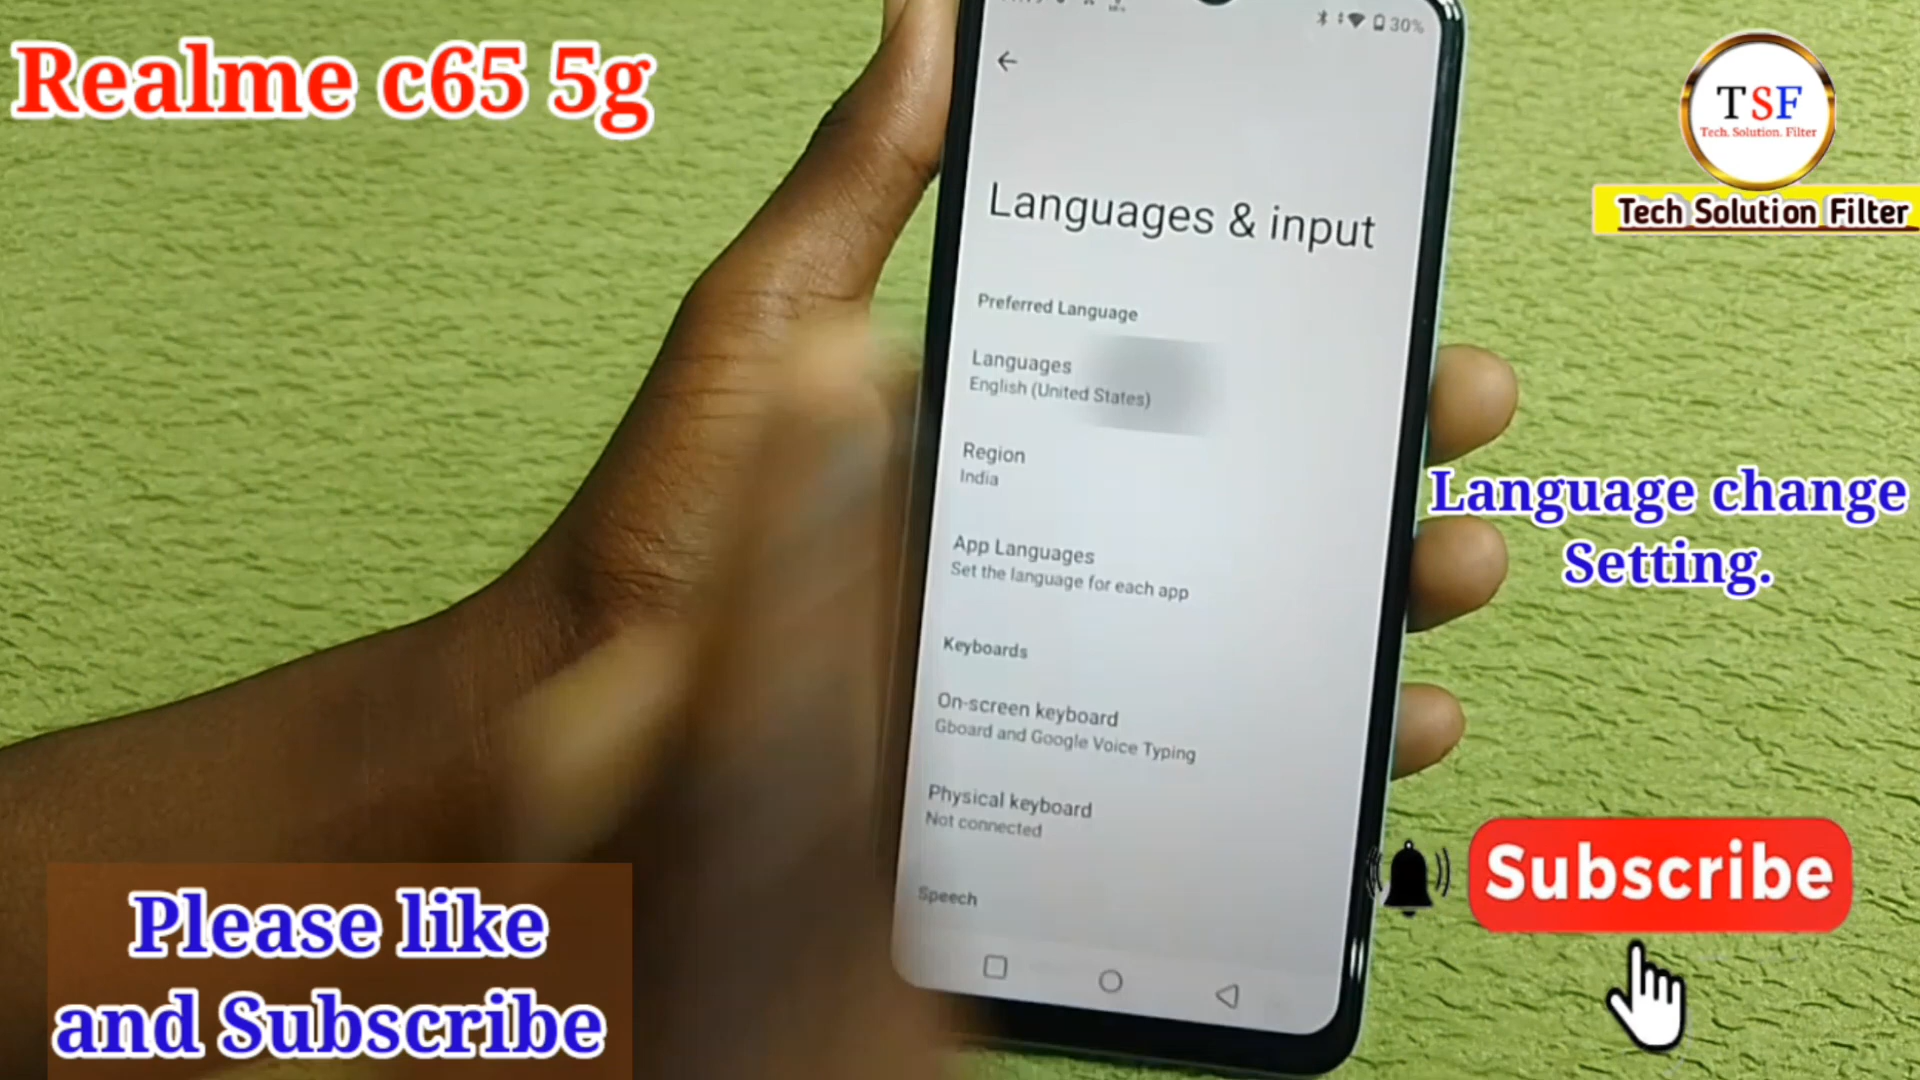 Realme c65 5g
30%
TSF
Tech. Solution. Filter
Tech Solution Filter
Languages & input
Preferred Language
Languages
English (United States)
Region
India
App Languages
Set the language for each app
Keyboards
On-screen keyboard
Gboard and Google Voice Typing
Physical keyboard
Not connected
Speech
Language change
Setting.
Subscribe
Please like
and Subscribe